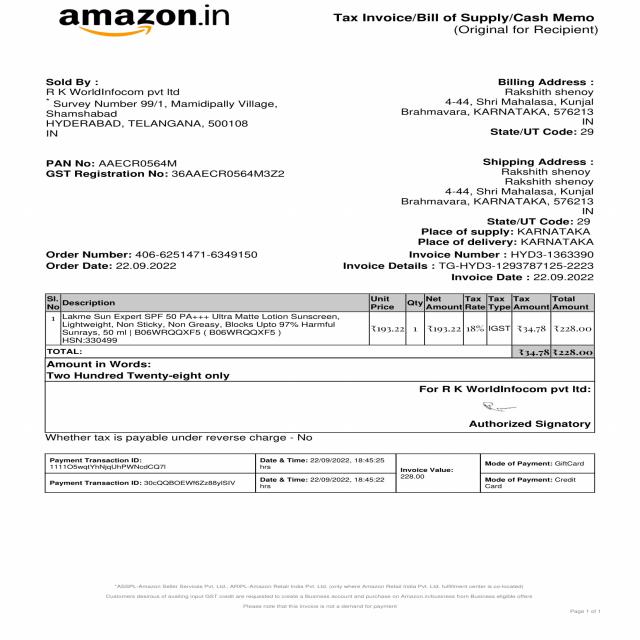 amazon.in
Tax Invoice/Bill of Supply/Cash Memo
(Original for Recipient)
Sold By :
R K WorldInfocom pvt ltd
* Survey Number 99/1, Mamidipally Village,
Shamshabad
HYDERABAD, TELANGANA, 500108
IN
Billing Address :
Rakshith shenoy
4-44, Shri Mahalasa, Kunjal
Brahmavara, KARNATAKA, 576213
IN
State/UT Code: 29
PAN No: AAECR0564M
GST Registration No: 36AAECR0564M3Z2
Shipping Address :
Rakshith shenoy
Rakshith shenoy
4-44, Shri Mahalasa, Kunjal
Brahmavara, KARNATAKA, 576213
IN
State/UT Code: 29
Place of supply: KARNATAKA
Place of delivery: KARNATAKA
Order Number: 406-6251471-6349150
Order Date: 22.09.2022
Invoice Number : HYD3-1363390
Invoice Details : TG-HYD3-1293787125-2223
Invoice Date : 22.09.2022
Sl. No Description Unit Price Qty Net Amount Tax Rate Tax Type Tax Amount Total Amount
1 Lakme Sun Expert SPF 50 PA+++ Ultra Matte Lotion Sunscreen,
Lightweight, Non Sticky, Non Greasy, Blocks Upto 97% Harmful
Sunrays, 50 ml | B06WRQQXF5 ( B06WRQQXF5 )
HSN:330499
₹193.22 1 ₹193.22 18% IGST ₹34.78 ₹228.00
TOTAL: ₹34.78 ₹228.00
Amount in Words:
Two Hundred Twenty-eight only
For R K WorldInfocom pvt ltd:
Authorized Signatory
Whether tax is payable under reverse charge - No
Payment Transaction ID:
1111O5wqtYhNjqUhPWNcdCQ7I
Date & Time: 22/09/2022, 18:45:25
hrs
Invoice Value:
228.00
Mode of Payment: GiftCard
Payment Transaction ID: 30cQQBOEWf6Zz88yISIV
Date & Time: 22/09/2022, 18:45:22
hrs
Mode of Payment: Credit
Card
*ASSPL-Amazon Seller Services Pvt. Ltd., ARIPL-Amazon Retail India Pvt. Ltd. (only where Amazon Retail India Pvt. Ltd. fulfillment center is co-located)
Customers desirous of availing input GST credit are requested to create a Business account and purchase on Amazon.in/business from Business eligible offers
Please note that this invoice is not a demand for payment
Page 1 of 1